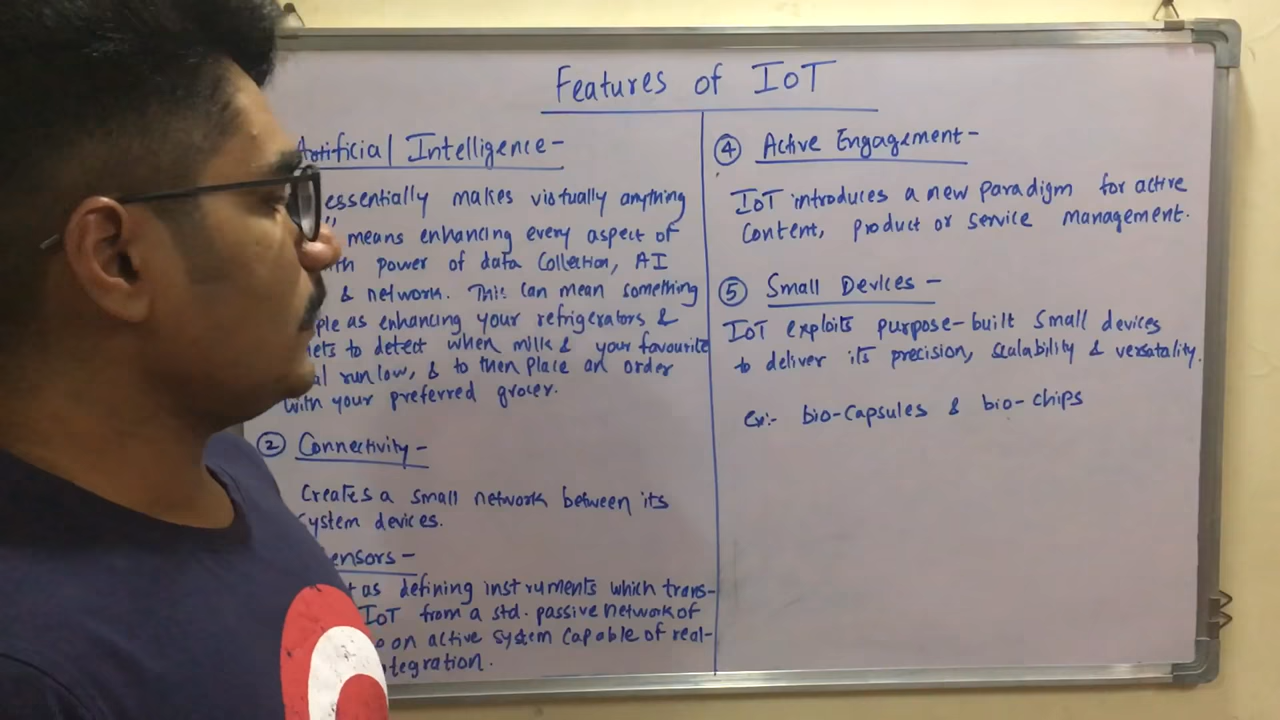 Features of IoT
Artificial Intelligence-
essentially makes virtually anything
" means enhancing every aspect of
power of data Collection, AI
& network. This can mean something
as enhancing your refrigerators &
to detect when milk & your favourite
run low, & to then place an order
with your preferred grocer.
② Connectivity-
Creates a small network between its
system devices.
ensors-
as defining instruments which trans-
IoT from a std. passive network of
on active system capable of real-
tegration.
④ Active Engagement-
IoT introduces a new paradigm for active
content, product or service management.
⑤ Small Devices-
IoT exploits purpose-built small devices
to deliver its precision, scalability & versatality.
Ex:- bio-capsules & bio-chips